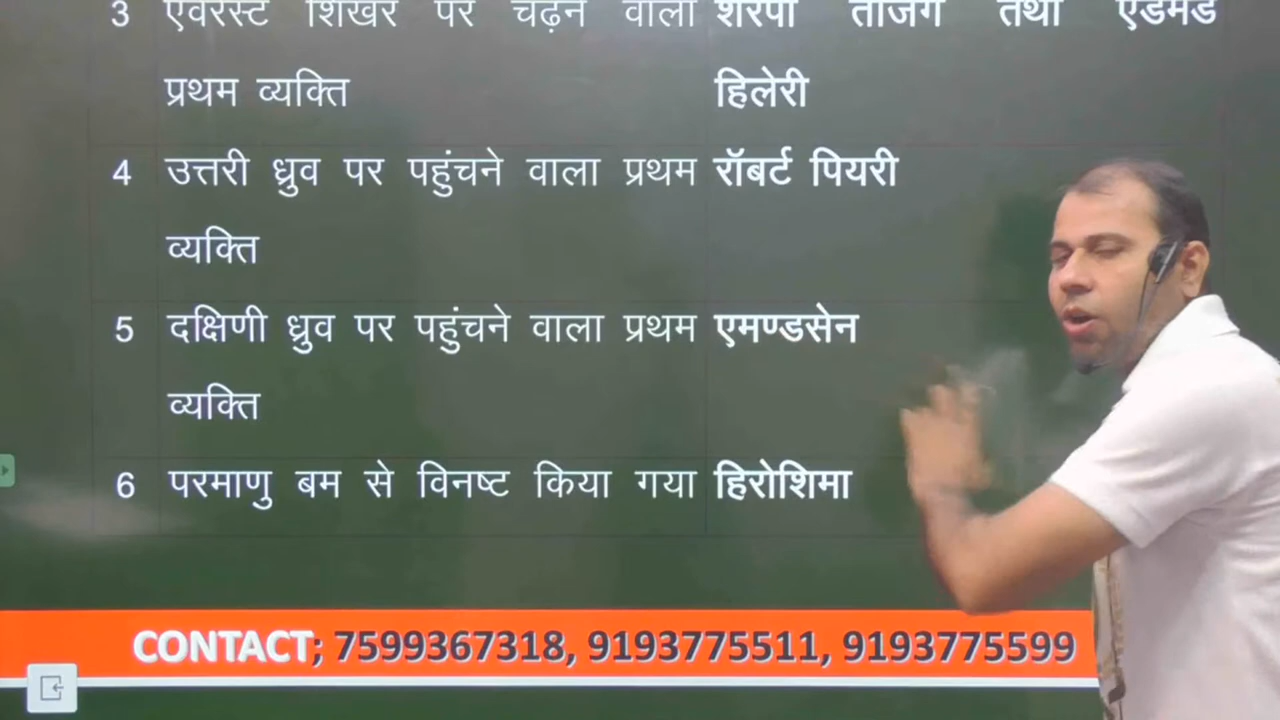 3 एवरेस्ट शिखर पर चढ़ने वाला शेरपा तेंजिंग तथा एडमंड
प्रथम व्यक्ति हिलेरी
4 उत्तरी ध्रुव पर पहुंचने वाला प्रथम रॉबर्ट पियरी
व्यक्ति
5 दक्षिणी ध्रुव पर पहुंचने वाला प्रथम एमण्डसेन
व्यक्ति
6 परमाणु बम से विनष्ट किया गया हिरोशिमा
CONTACT; 7599367318, 9193775511, 9193775599